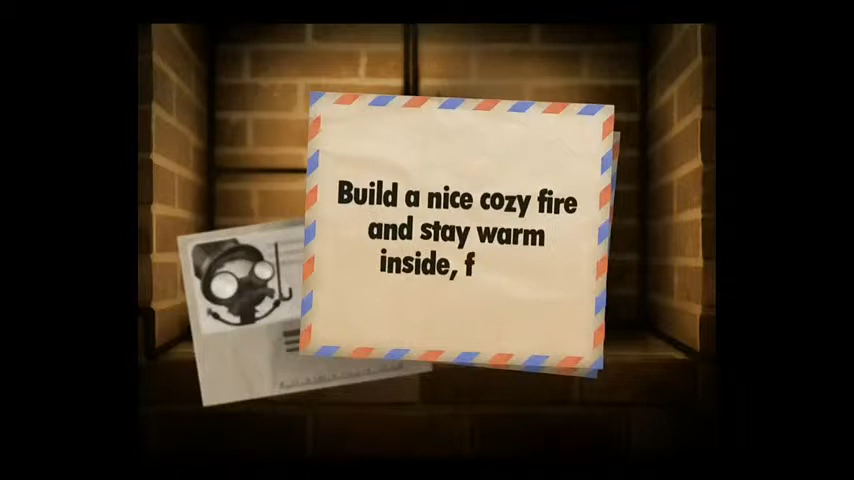 Build a nice cozy fire
and stay warm
inside, f